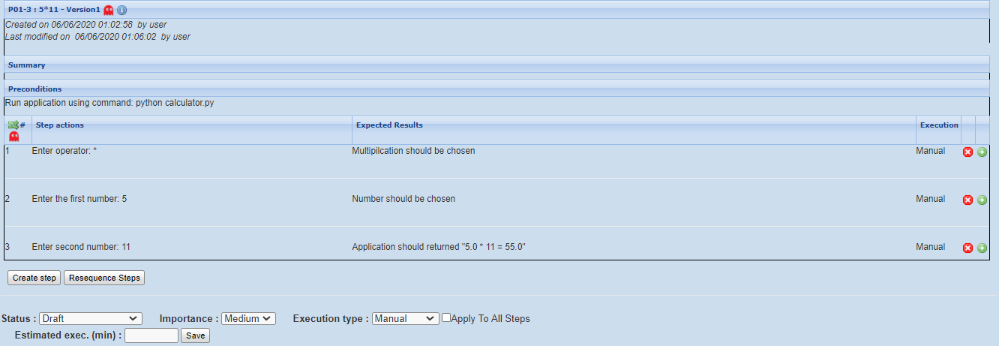 P01-3 : 5*11 - Version1
Created on 06/06/2020 01:02:58 by user
Last modified on 06/06/2020 01:06:02 by user
Summary
Preconditions
Run application using command: python calculator.py
# Step actions Expected Results Execution
1 Enter operator: * Multipilcation should be chosen Manual
2 Enter the first number: 5 Number should be chosen Manual
3 Enter second number: 11 Application should returned "5.0 * 11 = 55.0" Manual
Create step Resequence Steps
Status : Draft Importance : Medium Execution type : Manual Apply To All Steps
Estimated exec. (min) : Save